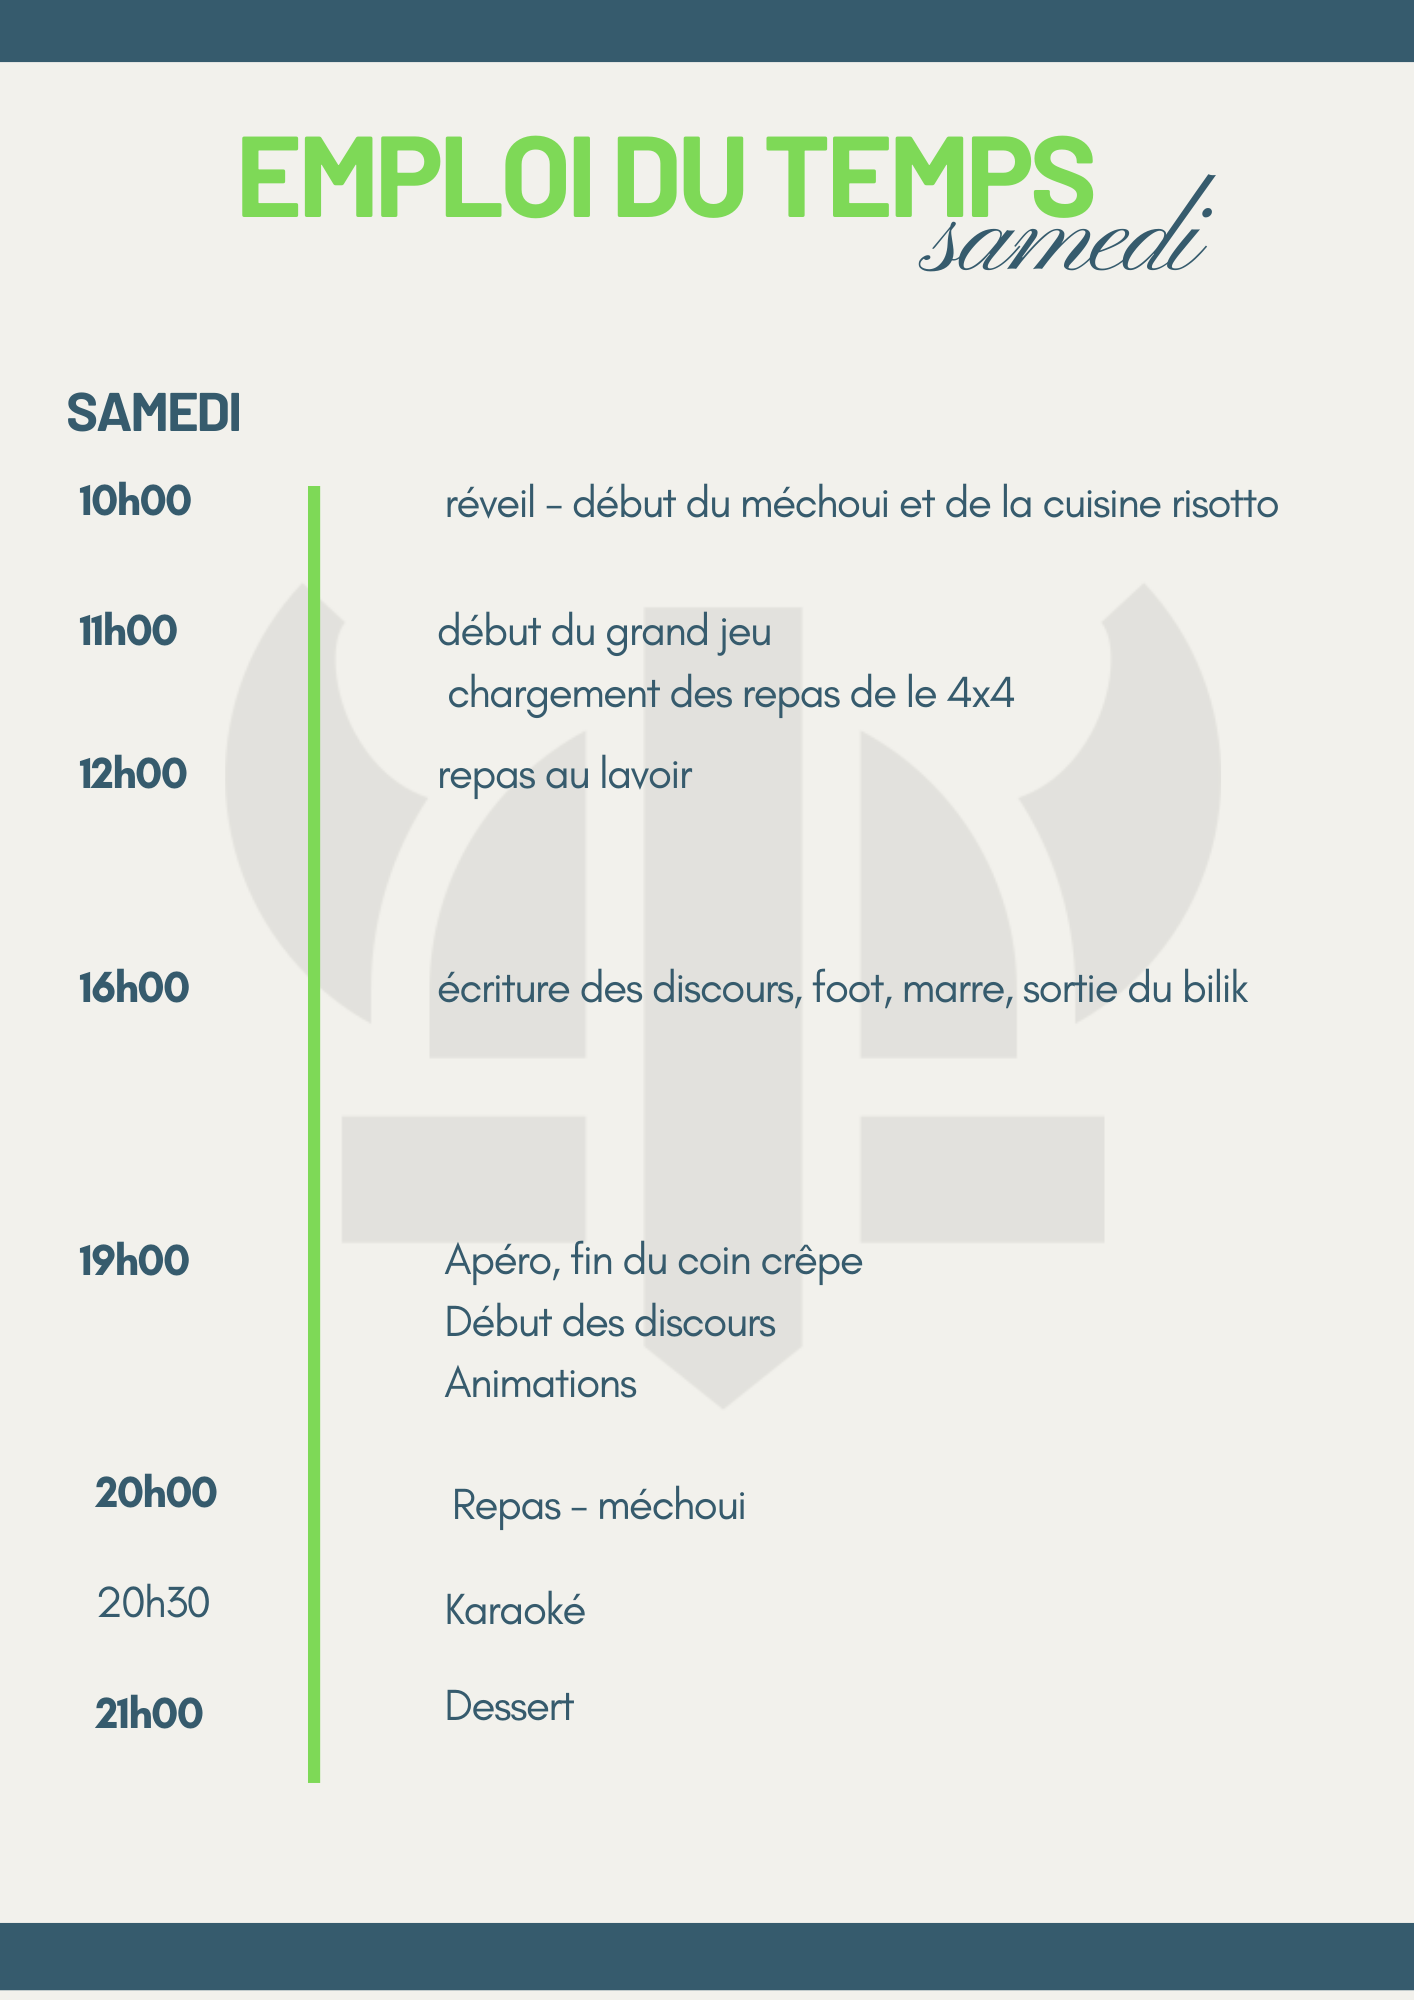 EMPLOI DU TEMPS
samedi
SAMEDI
10h00 réveil - début du méchoui et de la cuisine risotto
11h00 début du grand jeu
chargement des repas de le 4x4
12h00 repas au lavoir
16h00 écriture des discours, foot, marre, sortie du bilik
19h00 Apéro, fin du coin crêpe
Début des discours
Animations
20h00 Repas - méchoui
20h30 Karaoké
21h00 Dessert